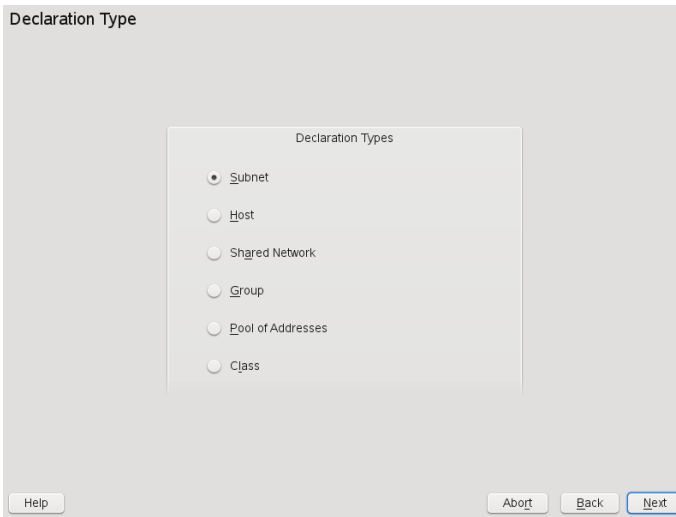 Declaration Type
Declaration Types
Subnet
Host
Shared Network
Group
Pool of Addresses
Class
Help
Abort
Back
Next